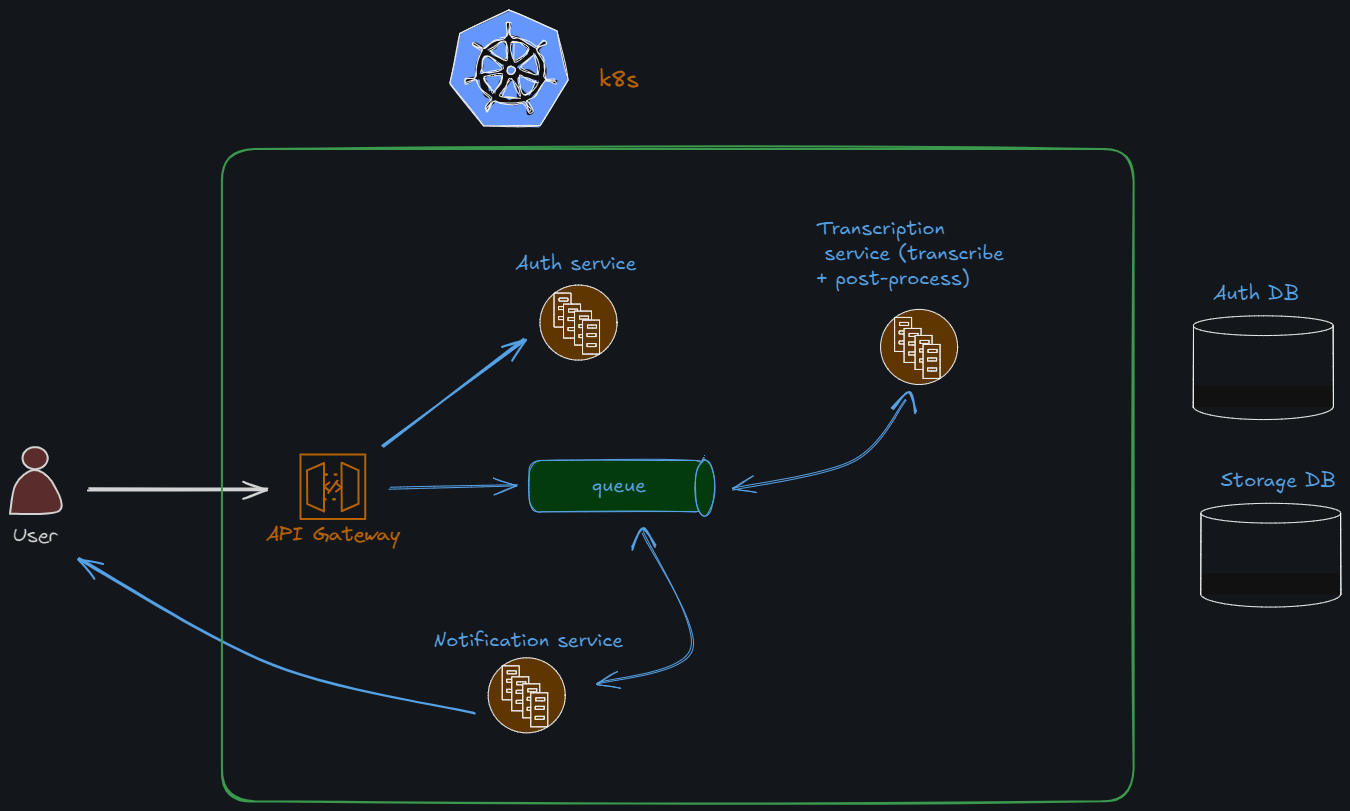 k8s
Transcription
service (transcribe
+ post-process)
Auth service
Auth DB
queue
Storage DB
User
API Gateway
Notification service